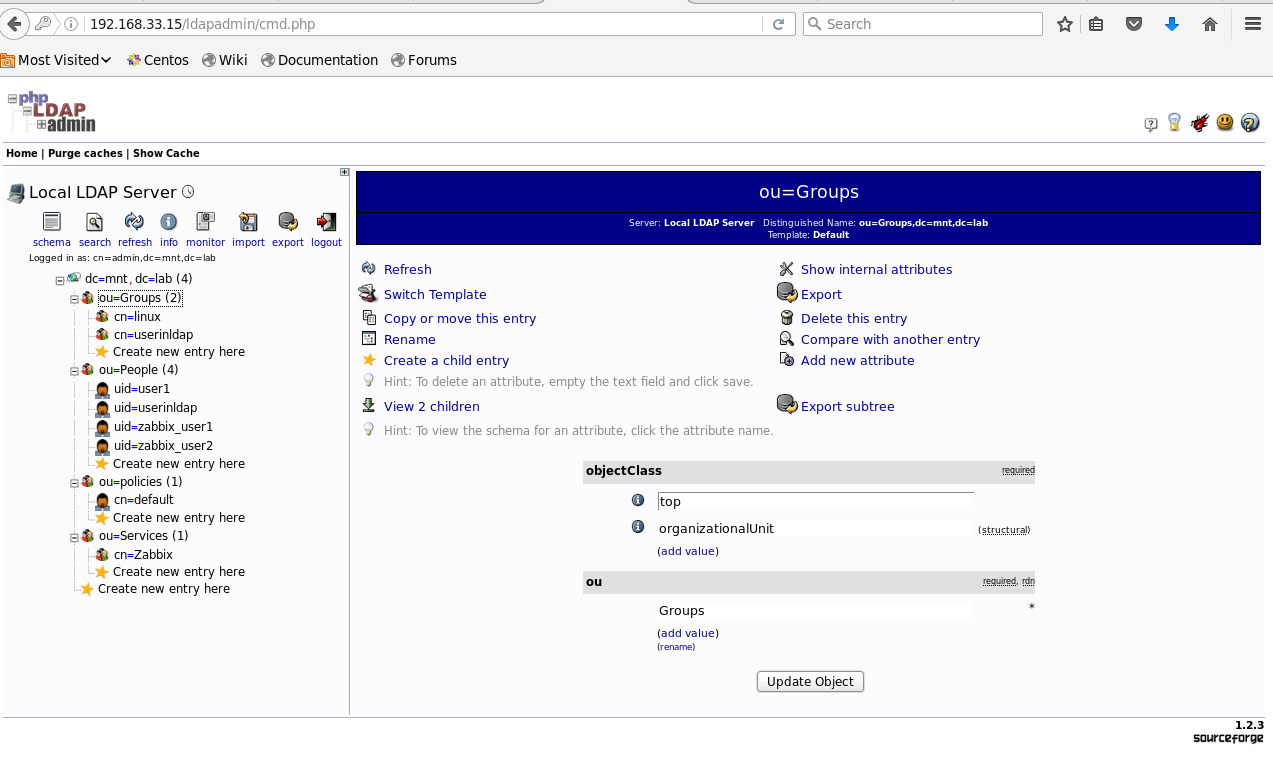 192.168.33.15/ldapadmin/cmd.php
Search
Most Visited
Centos
Wiki
Documentation
Forums
php
LDAP
admin
Home | Purge caches | Show Cache
Local LDAP Server
schema search refresh info monitor import export logout
Logged in as: cn=admin,dc=mnt,dc=lab
dc=mnt,dc=lab (4)
ou=Groups (2)
cn=linux
cn=userinldap
Create new entry here
ou=People (4)
uid=user1
uid=userinldap
uid=zabbix_user1
uid=zabbix_user2
Create new entry here
ou=policies (1)
cn=default
Create new entry here
ou=Services (1)
cn=Zabbix
Create new entry here
Create new entry here
ou=Groups
Server: Local LDAP Server Distinguished Name: ou=Groups,dc=mnt,dc=lab
Template: Default
Refresh
Show internal attributes
Switch Template
Export
Copy or move this entry
Delete this entry
Rename
Compare with another entry
Create a child entry
Add new attribute
Hint: To delete an attribute, empty the text field and click save.
View 2 children
Export subtree
Hint: To view the schema for an attribute, click the attribute name.
objectClass required
top
organizationalUnit (structural)
(add value)
ou required, rdn
Groups *
(add value)
(rename)
Update Object
1.2.3
sourceforge